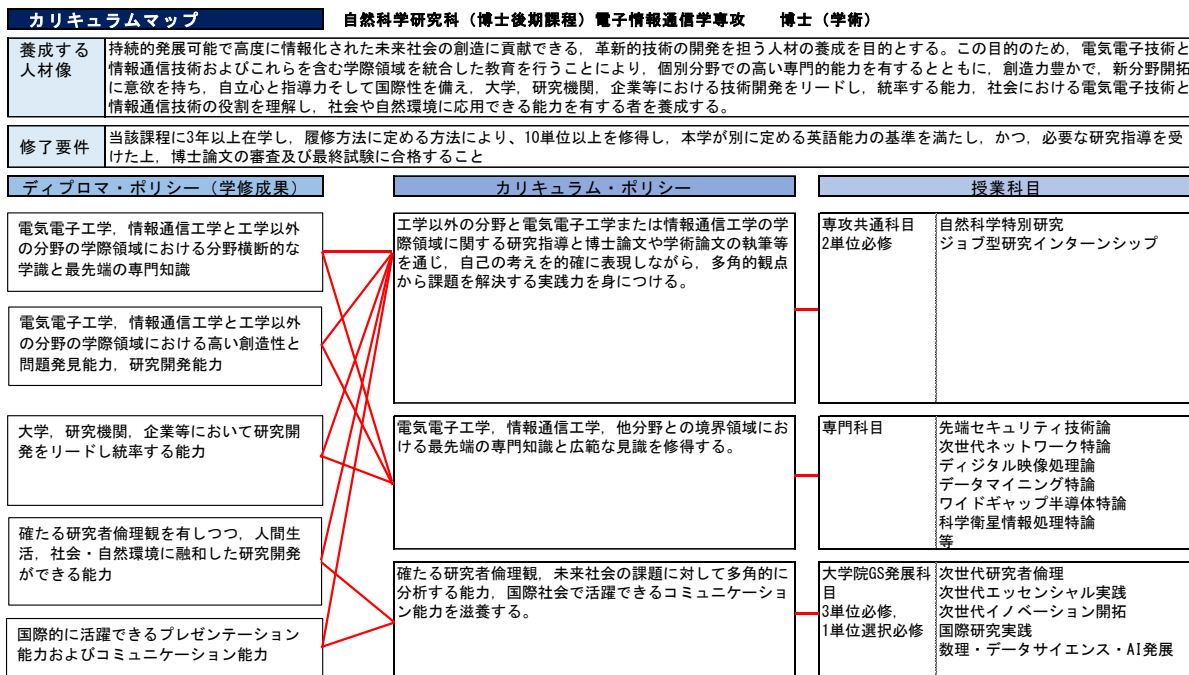 カリキュラムマップ
自然科学研究科（博士後期課程）電子情報通信学専攻　　博士（学術）
養成する
人材像
持続的発展可能で高度に情報化された未来社会の創造に貢献できる，革新的技術の開発を担う人材の養成を目的とする。この目的のため，電気電子技術と
情報通信技術およびこれらを含む学際領域を統合した教育を行うことにより，個別分野での高い専門的能力を有するとともに，創造力豊かで，新分野開拓
に意欲を持ち，自立心と指導力そして国際性を備え，大学，研究機関，企業等における技術開発をリードし，統率する能力，社会における電気電子技術と
情報通信技術の役割を理解し，社会や自然環境に応用できる能力を有する者を養成する。
修了要件
当該課程に3年以上在学し，履修方法に定める方法により、10単位以上を修得し，本学が別に定める英語能力の基準を満たし，かつ，必要な研究指導を受
けた上，博士論文の審査及び最終試験に合格すること
ディプロマ・ポリシー（学修成果）
電気電子工学，情報通信工学と工学以外
の分野の学際領域における分野横断的な
学識と最先端の専門知識
電気電子工学，情報通信工学と工学以外
の分野の学際領域における高い創造性と
問題発見能力，研究開発能力
大学，研究機関，企業等において研究開
発をリードし統率する能力
確たる研究者倫理観を有しつつ，人間生
活，社会・自然環境に融和した研究開発
ができる能力
国際的に活躍できるプレゼンテーション
能力およびコミュニケーション能力
カリキュラム・ポリシー
工学以外の分野と電気電子工学または情報通信工学の学
際領域に関する研究指導と博士論文や学術論文の執筆等
を通じ，自己の考えを的確に表現しながら，多角的観点
から課題を解決する実践力を身につける。
電気電子工学，情報通信工学，他分野との境界領域にお
ける最先端の専門知識と広範な見識を修得する。
確たる研究者倫理観，未来社会の課題に対して多角的に
分析する能力，国際社会で活躍できるコミュニケーショ
ン能力を滋養する。
授業科目
専攻共通科目
2単位必修
自然科学特別研究
ジョブ型研究インターンシップ
専門科目
先端セキュリティ技術論
次世代ネットワーク特論
ディジタル映像処理論
データマイニング特論
ワイドギャップ半導体特論
科学衛星情報処理特論
等
大学院GS発展科
目
3単位必修，
1単位選択必修
次世代研究者倫理
次世代エッセンシャル実践
次世代イノベーション開拓
国際研究実践
数理・データサイエンス・AI発展